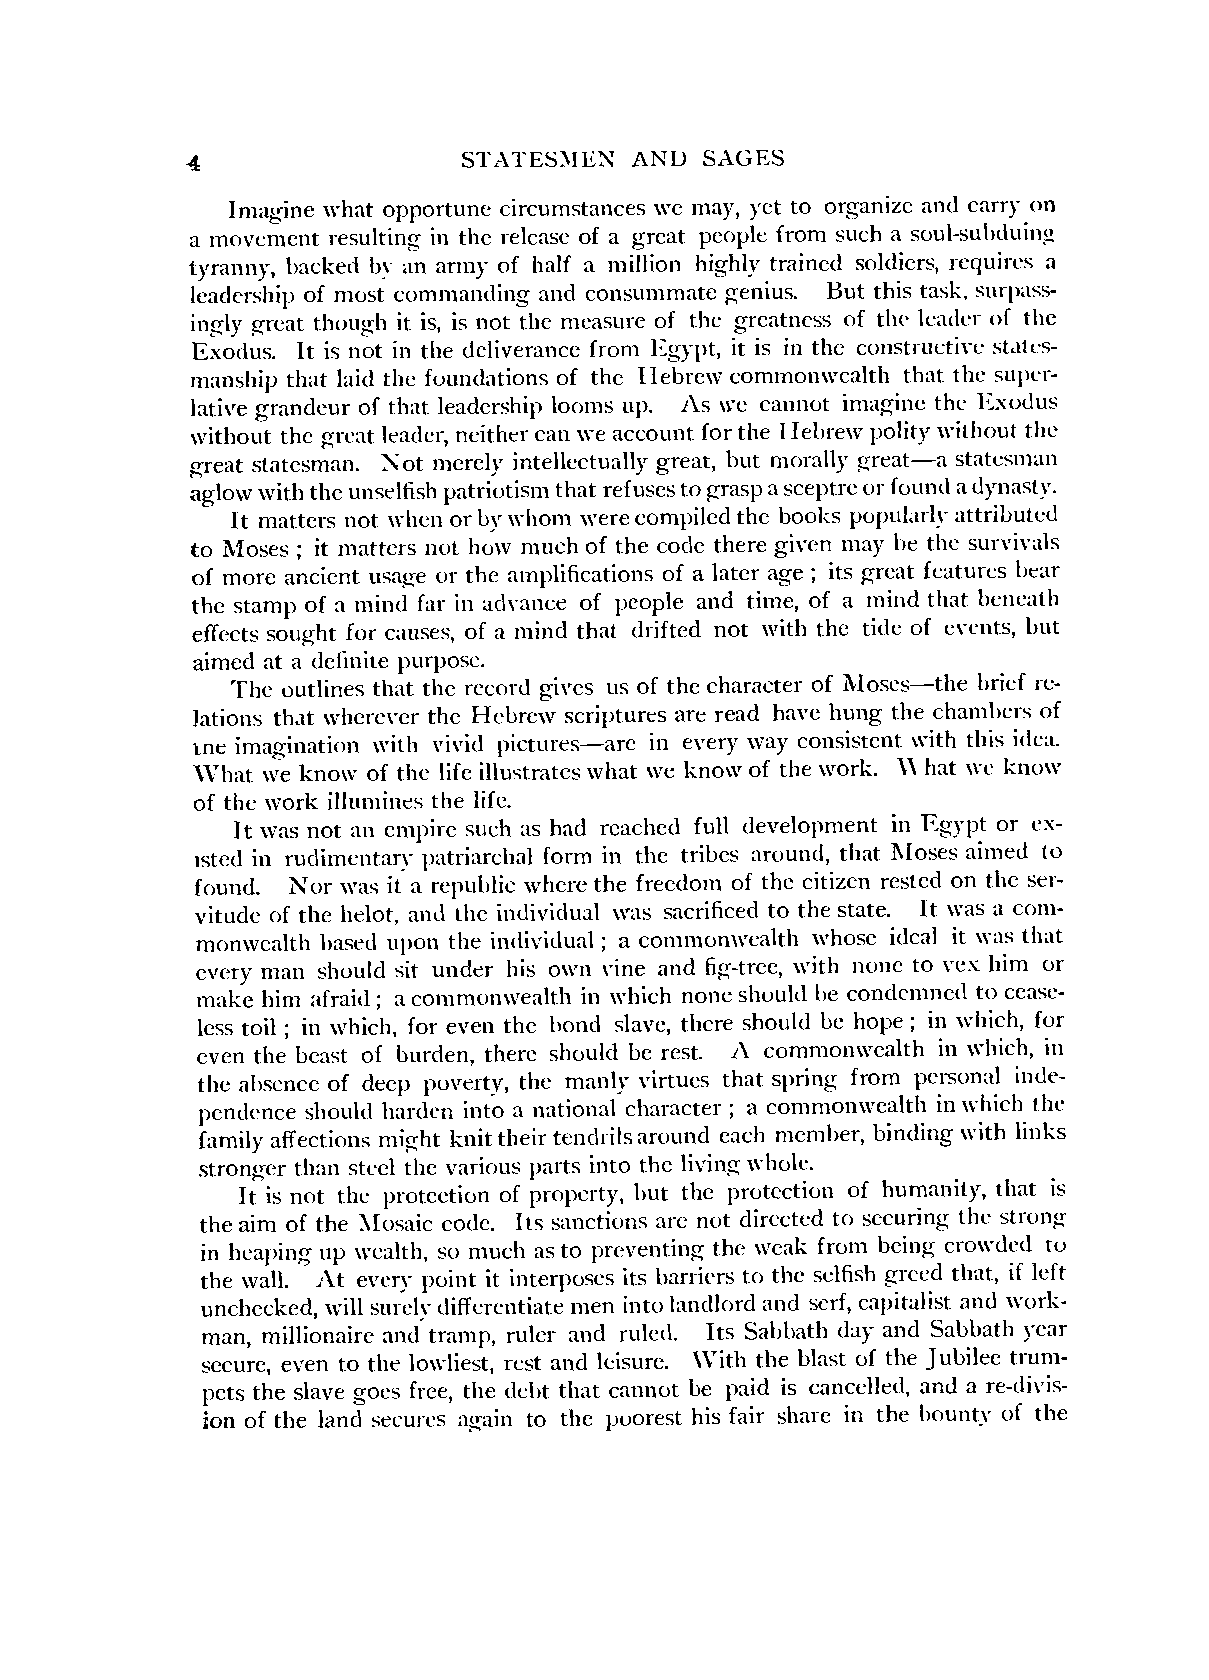 4 STATESMEN AND SAGES
Imagine what opportune circumstances we may, yet to organize and carry on
a movement resulting in the release of a great people from such a soul-subduing
tyranny, backed by an army of half a million highly trained soldiers, requires a
leadership of most commanding and consummate genius. But this task, surpass-
ingly great though it is, is not the measure of the greatness of the leader of the
Exodus. It is not in the deliverance from Egypt, it is in the constructive states-
manship that laid the foundations of the Hebrew commonwealth that the super-
lative grandeur of that leadership looms up. As we cannot imagine the Exodus
without the great leader, neither can we account for the Hebrew polity without the
great statesman. Not merely intellectually great, but morally great—a statesman
aglow with the unselfish patriotism that refuses to grasp a sceptre or found a dynasty.
It matters not when or by whom were compiled the books popularly attributed
to Moses ; it matters not how much of the code there given may be the survivals
of more ancient usage or the amplifications of a later age ; its great features bear
the stamp of a mind far in advance of people and time, of a mind that beneath
effects sought for causes, of a mind that drifted not with the tide of events, but
aimed at a definite purpose.
The outlines that the record gives us of the character of Moses—the brief re-
lations that wherever the Hebrew scriptures are read have hung the chambers of
the imagination with vivid pictures—are in every way consistent with this idea.
What we know of the life illustrates what we know of the work. What we know
of the work illumines the life.
It was not an empire such as had reached full development in Egypt or ex-
isted in rudimentary patriarchal form in the tribes around, that Moses aimed to
found. Nor was it a republic where the freedom of the citizen rested on the ser-
vitude of the helot, and the individual was sacrificed to the state. It was a com-
monwealth based upon the individual ; a commonwealth whose ideal it was that
every man should sit under his own vine and fig-tree, with none to vex him or
make him afraid ; a commonwealth in which none should be condemned to cease-
less toil ; in which, for even the bond slave, there should be hope ; in which, for
even the beast of burden, there should be rest. A commonwealth in which, in
the absence of deep poverty, the manly virtues that spring from personal inde-
pendence should harden into a national character ; a commonwealth in which the
family affections might knit their tendrils around each member, binding with links
stronger than steel the various parts into the living whole.
It is not the protection of property, but the protection of humanity, that is
the aim of the Mosaic code. Its sanctions are not directed to securing the strong
in heaping up wealth, so much as to preventing the weak from being crowded to
the wall. At every point it interposes its barriers to the selfish greed that, if left
unchecked, will surely differentiate men into landlord and serf, capitalist and work-
man, millionaire and tramp, ruler and ruled. Its Sabbath day and Sabbath year
secure, even to the lowliest, rest and leisure. With the blast of the Jubilee trum-
pets the slave goes free, the debt that cannot be paid is cancelled, and a re-divis-
ion of the land secures again to the poorest his fair share in the bounty of the